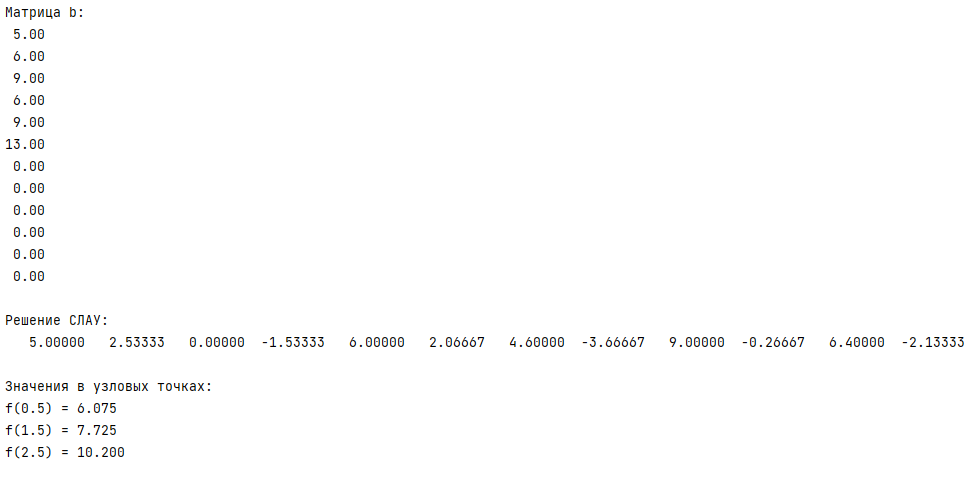 Матрица b:
5.00
6.00
9.00
6.00
9.00
13.00
0.00
0.00
0.00
0.00
0.00
0.00
Решение СЛАУ:
5.00000 2.53333 0.00000 -1.53333 6.00000 2.06667 4.60000 -3.66667 9.00000 -0.26667 6.40000 -2.13333
Значения в узловых точках:
f(0.5) = 6.075
f(1.5) = 7.725
f(2.5) = 10.200